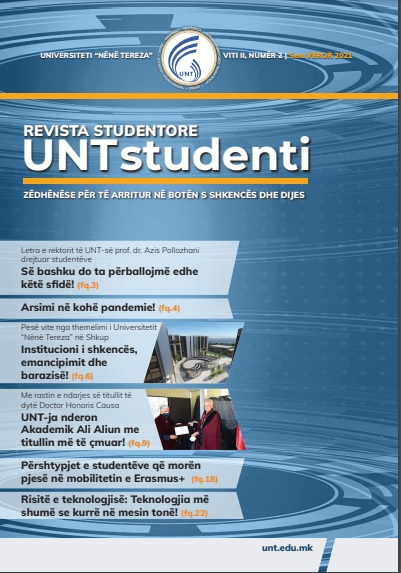 UNIVERSITETI "NËNË TEREZA"
UNT
VITI II, NUMËR 2 | Sem. VEROR 2021
REVISTA STUDENTORE
UNTstudenti
ZËDHËNËSE PËR TË ARRITUR NË BOTËN S SHKENCËS DHE DIJES
Letra e rektorit të UNT-së prof. dr. Azis Pollozhani
drejtuar studentëve
Së bashku do ta përballojmë edhe
këtë sfidë! (fq.3)
Arsimi në kohë pandemie! (fq.4)
Pesë vite nga themelimi i Universitetit
"Nënë Tereza" në Shkup
Institucioni i shkencës,
emancipimit dhe
barazisë! (fq.6)
Me rastin e ndarjes së titullit të
dytë Doctor Honoris Causa
UNT-ja nderon
Akademik Ali Aliun me
titullin më të çmuar! (fq.9)
Përshtypjet e studentëve që morën
pjesë në mobilitetin e Erasmus+ (fq.18)
Risitë e teknologjisë: Teknologjia më
shumë se kurrë në mesin tonë! (fq.22)
unt.edu.mk